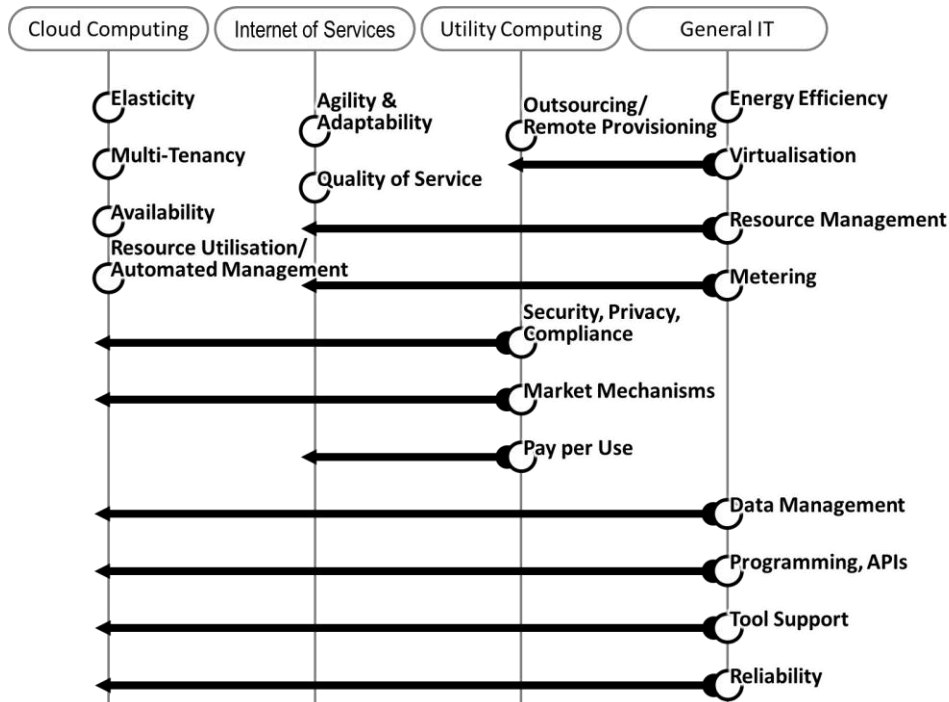 Cloud Computing
Internet of Services
Utility Computing
General IT
Elasticity
Agility &
Adaptability
Outsourcing/
Remote Provisioning
Energy Efficiency
Multi-Tenancy
Quality of Service
Virtualisation
Availability
Resource Management
Resource Utilisation/
Automated Management
Metering
Security, Privacy,
Compliance
Market Mechanisms
Pay per Use
Data Management
Programming, APIs
Tool Support
Reliability